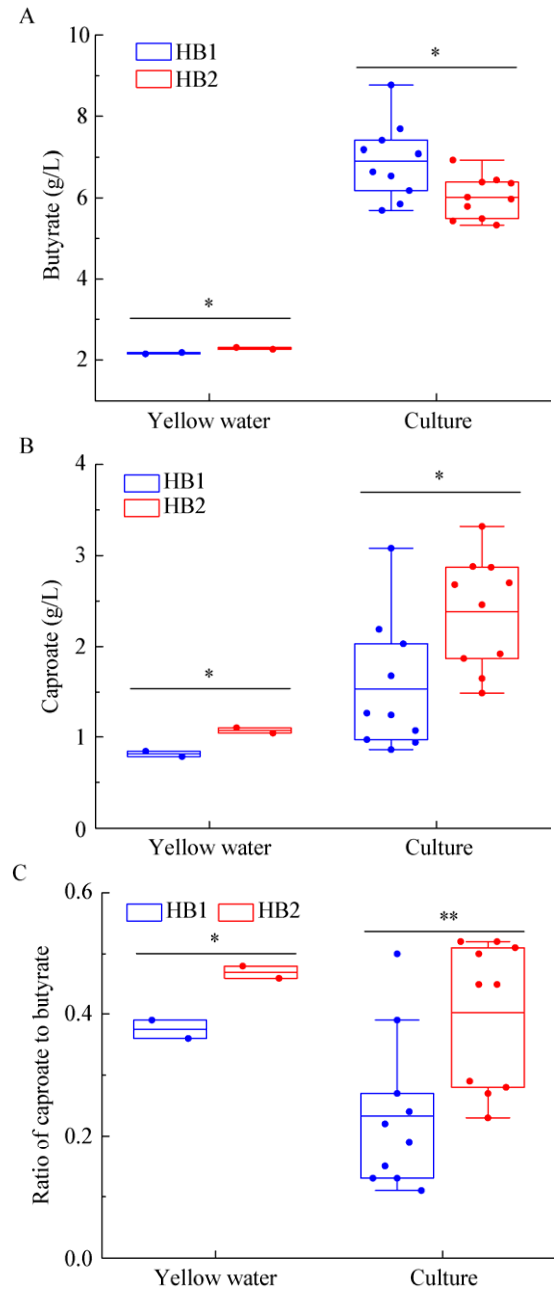 A
HB1
HB2
*
*
Butyrate (g/L)
10
8
6
4
2
Yellow water
Culture
B
HB1
HB2
*
*
Caproate (g/L)
4
3
2
1
0
Yellow water
Culture
C
HB1 HB2
*
**
Ratio of caproate to butyrate
0.6
0.4
0.2
0.0
Yellow water
Culture